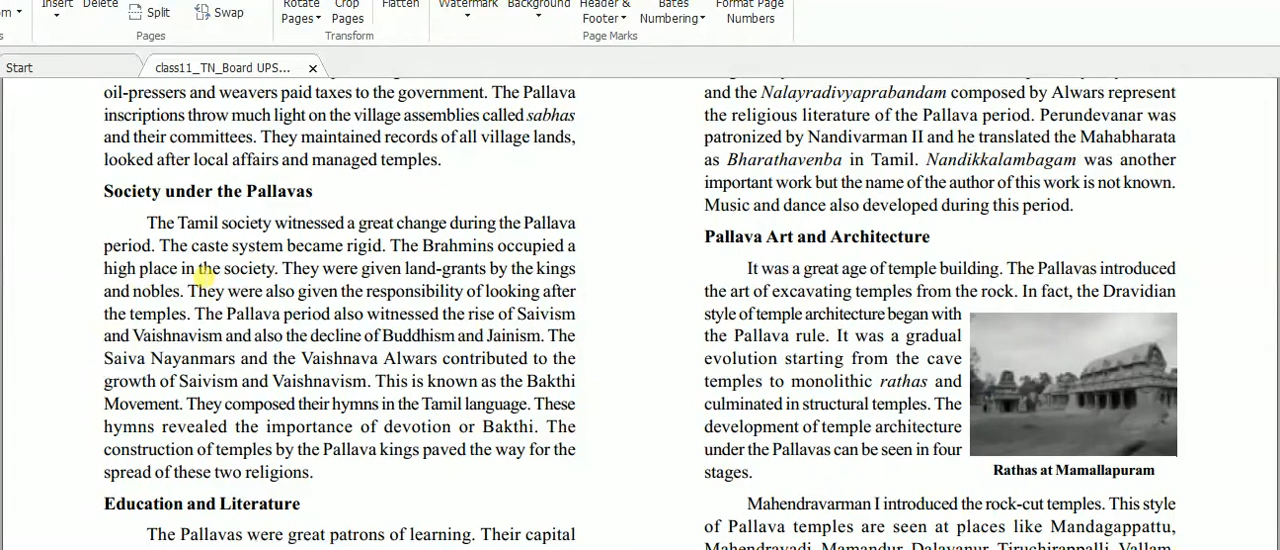 Insert
Delete
Split
Swap
Pages
Rotate
Pages
Crop
Pages
Flatten
Transform
Watermark
Background
Header &
Footer
Bates
Numbering
Format Page
Numbers
Page Marks
Start
class11_TN_Board UPS...
oil-pressers and weavers paid taxes to the government. The Pallava
inscriptions throw much light on the village assemblies called sabhas
and their committees. They maintained records of all village lands,
looked after local affairs and managed temples.
Society under the Pallavas
The Tamil society witnessed a great change during the Pallava
period. The caste system became rigid. The Brahmins occupied a
high place in the society. They were given land-grants by the kings
and nobles. They were also given the responsibility of looking after
the temples. The Pallava period also witnessed the rise of Saivism
and Vaishnavism and also the decline of Buddhism and Jainism. The
Saiva Nayanmars and the Vaishnava Alwars contributed to the
growth of Saivism and Vaishnavism. This is known as the Bakthi
Movement. They composed their hymns in the Tamil language. These
hymns revealed the importance of devotion or Bakthi. The
construction of temples by the Pallava kings paved the way for the
spread of these two religions.
Education and Literature
The Pallavas were great patrons of learning. Their capital
and the Nalayradivyaprabandam composed by Alwars represent
the religious literature of the Pallava period. Perundevanar was
patronized by Nandivarman II and he translated the Mahabharata
as Bharathavenba in Tamil. Nandikkalambagam was another
important work but the name of the author of this work is not known.
Music and dance also developed during this period.
Pallava Art and Architecture
It was a great age of temple building. The Pallavas introduced
the art of excavating temples from the rock. In fact, the Dravidian
style of temple architecture began with
the Pallava rule. It was a gradual
evolution starting from the cave
temples to monolithic rathas and
culminated in structural temples. The
development of temple architecture
under the Pallavas can be seen in four
stages.
Rathas at Mamallapuram
Mahendravarman I introduced the rock-cut temples. This style
of Pallava temples are seen at places like Mandagappattu,
Mahendravadi, Mamandur, Dalavanur, Tiruchirappalli, Vallam,